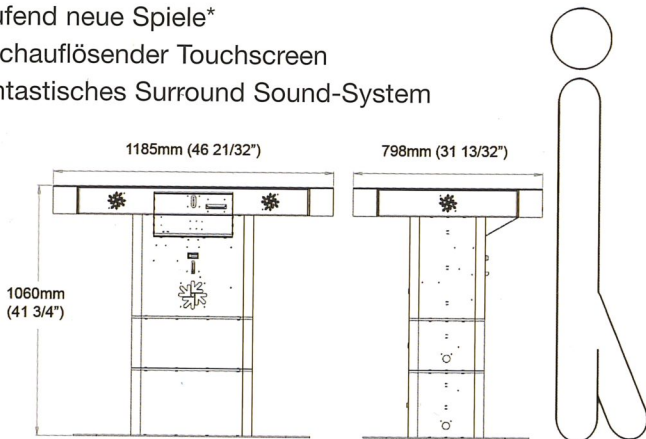 ufend neue Spiele*
chauflösender Touchscreen
ntastisches Surround Sound-System
1185mm (46 21/32")
798mm (31 13/32")
1060mm
(41 3/4")